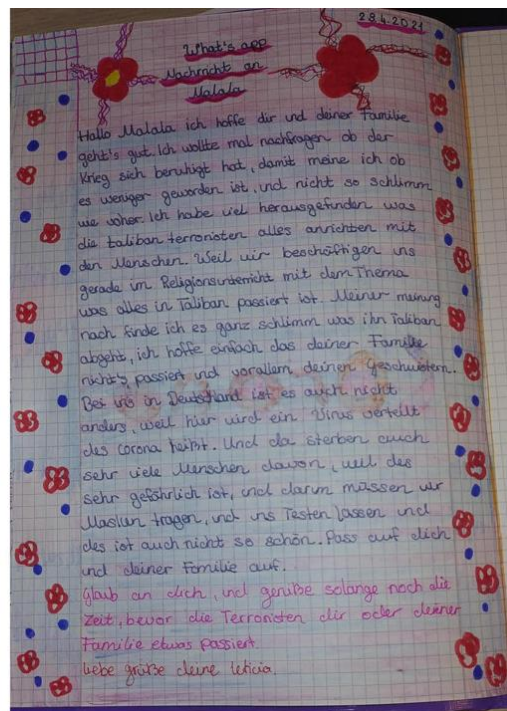 28.4.2021
What's app
Nachricht an
Malala
Hallo Malala ich hoffe dir und deiner Familie
geht's gut. Ich wollte mal nachfragen ob der
Krieg sich beruhigt hat, damit meine ich ob
es weniger geworden ist, und nicht so schlimm
wie voher. Ich habe viel herausgefinden was
die taliban terroristen alles anrichten mit
den Menschen. Weil wir beschäftigen uns
gerade im Religionsunterricht mit dem Thema
was alles in Taliban passiert ist. Meiner meinung
nach finde ich es ganz schlimm was ihn Taliban
abgeht, ich hoffe einfach das deiner Familie
nicht's passiert und vorallem deinen Geschwistern.
Bei uns in Deutschland ist es auch nicht
anders, weil hier wird ein Virus verteilt
des Corona heißt. Und da sterben auch
sehr viele Menschen davon, weil des
sehr gefährlich ist, und darum müssen wir
Masken tragen, und uns Testen lassen und
des ist auch nicht so schön. Pass auf dich
und deiner Familie auf.
Glaub an dich, und genieße solange noch die
Zeit, bevor die Terroristen dir oder deiner
Familie etwas passiert.
liebe grüße deine leticia.